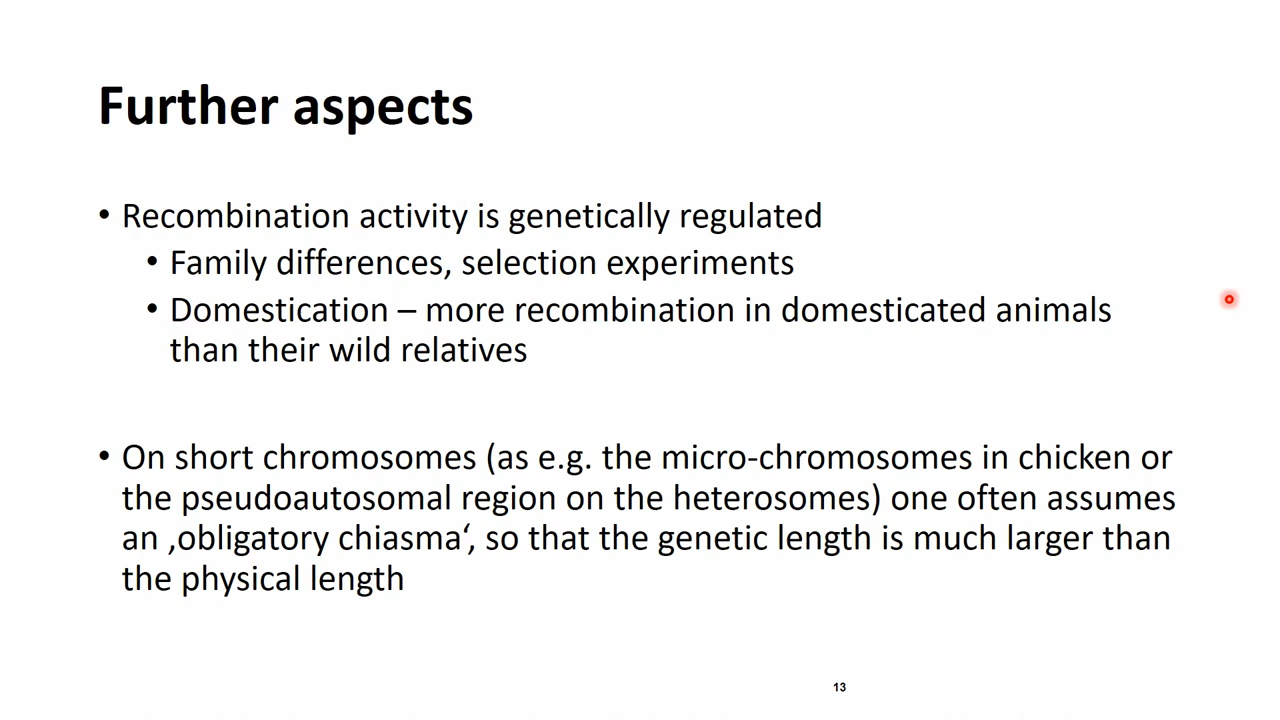 Further aspects
• Recombination activity is genetically regulated
• Family differences, selection experiments
• Domestication – more recombination in domesticated animals
than their wild relatives
• On short chromosomes (as e.g. the micro-chromosomes in chicken or
the pseudoautosomal region on the heterosomes) one often assumes
an ‚obligatory chiasma‘, so that the genetic length is much larger than
the physical length
13